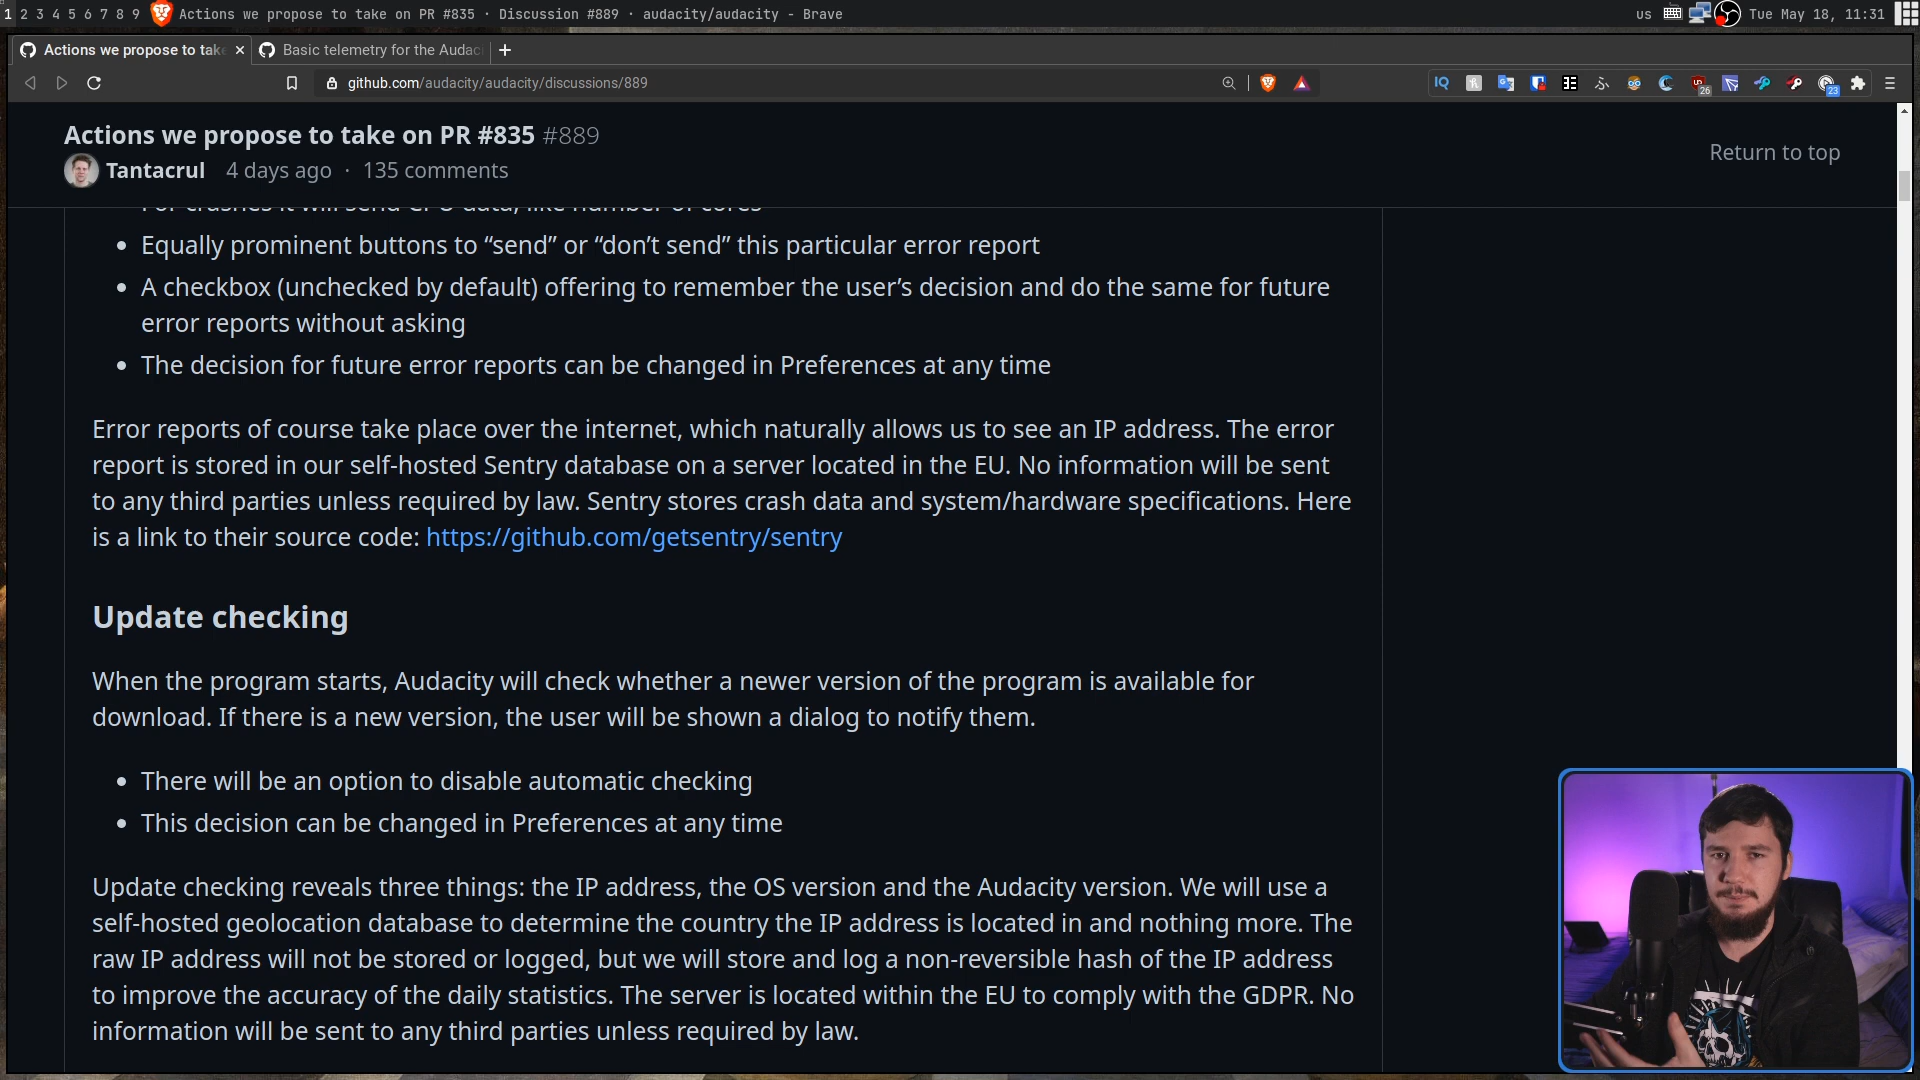 1 2 3 4 5 6 7 8 9 Actions we propose to take on PR #835 · Discussion #889 · audacity/audacity - Brave us Tue May 18, 11:31
Actions we propose to tak Basic telemetry for the Audac
github.com/audacity/audacity/discussions/889 IQ 26 23
Actions we propose to take on PR #835 #889
Return to top
Tantacrul 4 days ago · 135 comments
For crashes it will send CPU data, like number of cores
• Equally prominent buttons to “send” or “don’t send” this particular error report
• A checkbox (unchecked by default) offering to remember the user’s decision and do the same for future
error reports without asking
• The decision for future error reports can be changed in Preferences at any time
Error reports of course take place over the internet, which naturally allows us to see an IP address. The error
report is stored in our self-hosted Sentry database on a server located in the EU. No information will be sent
to any third parties unless required by law. Sentry stores crash data and system/hardware specifications. Here
is a link to their source code: https://github.com/getsentry/sentry
Update checking
When the program starts, Audacity will check whether a newer version of the program is available for
download. If there is a new version, the user will be shown a dialog to notify them.
• There will be an option to disable automatic checking
• This decision can be changed in Preferences at any time
Update checking reveals three things: the IP address, the OS version and the Audacity version. We will use a
self-hosted geolocation database to determine the country the IP address is located in and nothing more. The
raw IP address will not be stored or logged, but we will store and log a non-reversible hash of the IP address
to improve the accuracy of the daily statistics. The server is located within the EU to comply with the GDPR. No
information will be sent to any third parties unless required by law.